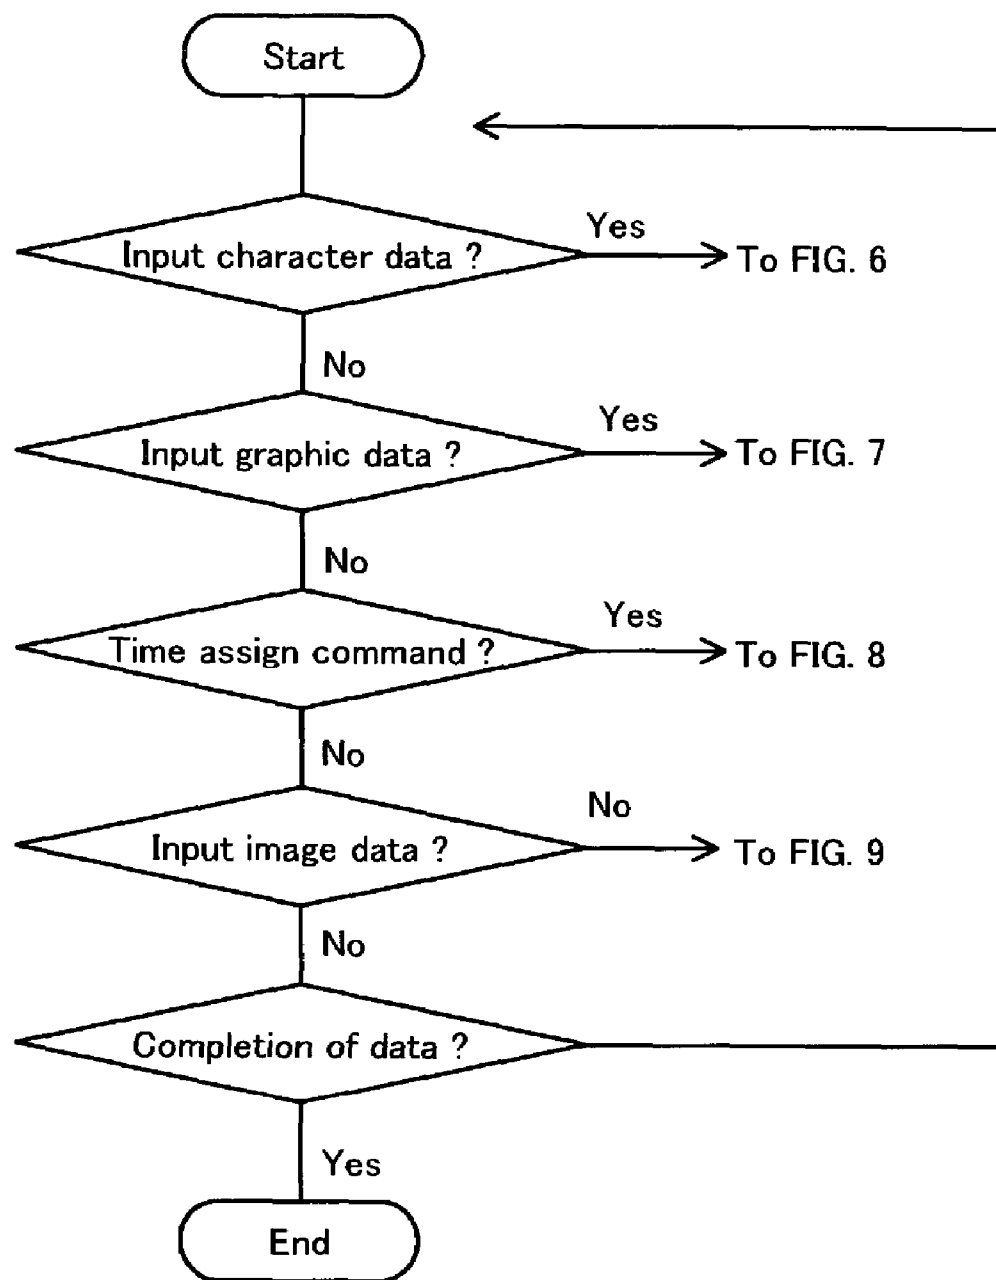 Start
Input character data ?
Yes
To FIG. 6
No
Input graphic data ?
Yes
To FIG. 7
No
Time assign command ?
Yes
To FIG. 8
No
Input image data ?
No
To FIG. 9
No
Completion of data ?
Yes
End